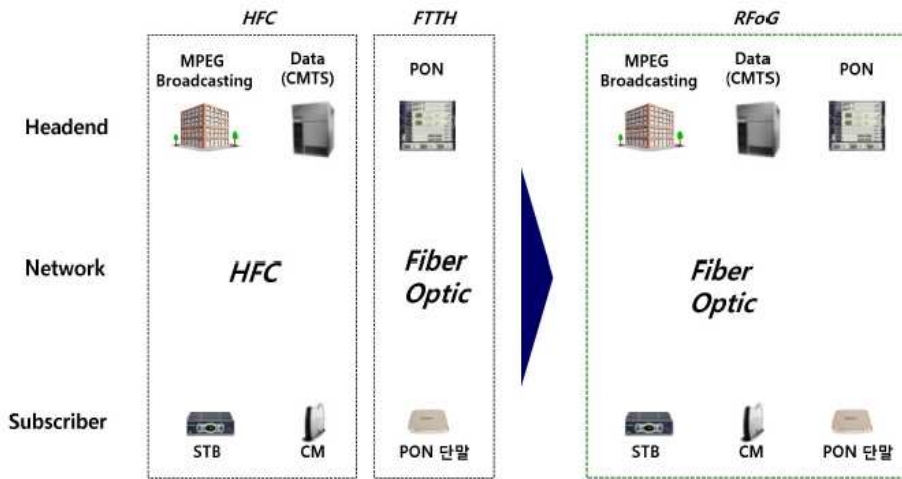 HFC
FTTH
RFoG
MPEG
Broadcasting
Data
(CMTS)
PON
MPEG
Broadcasting
Data
(CMTS)
PON
Headend
Network
HFC
Fiber
Optic
Fiber
Optic
Subscriber
STB
CM
PON 단말
STB
CM
PON 단말